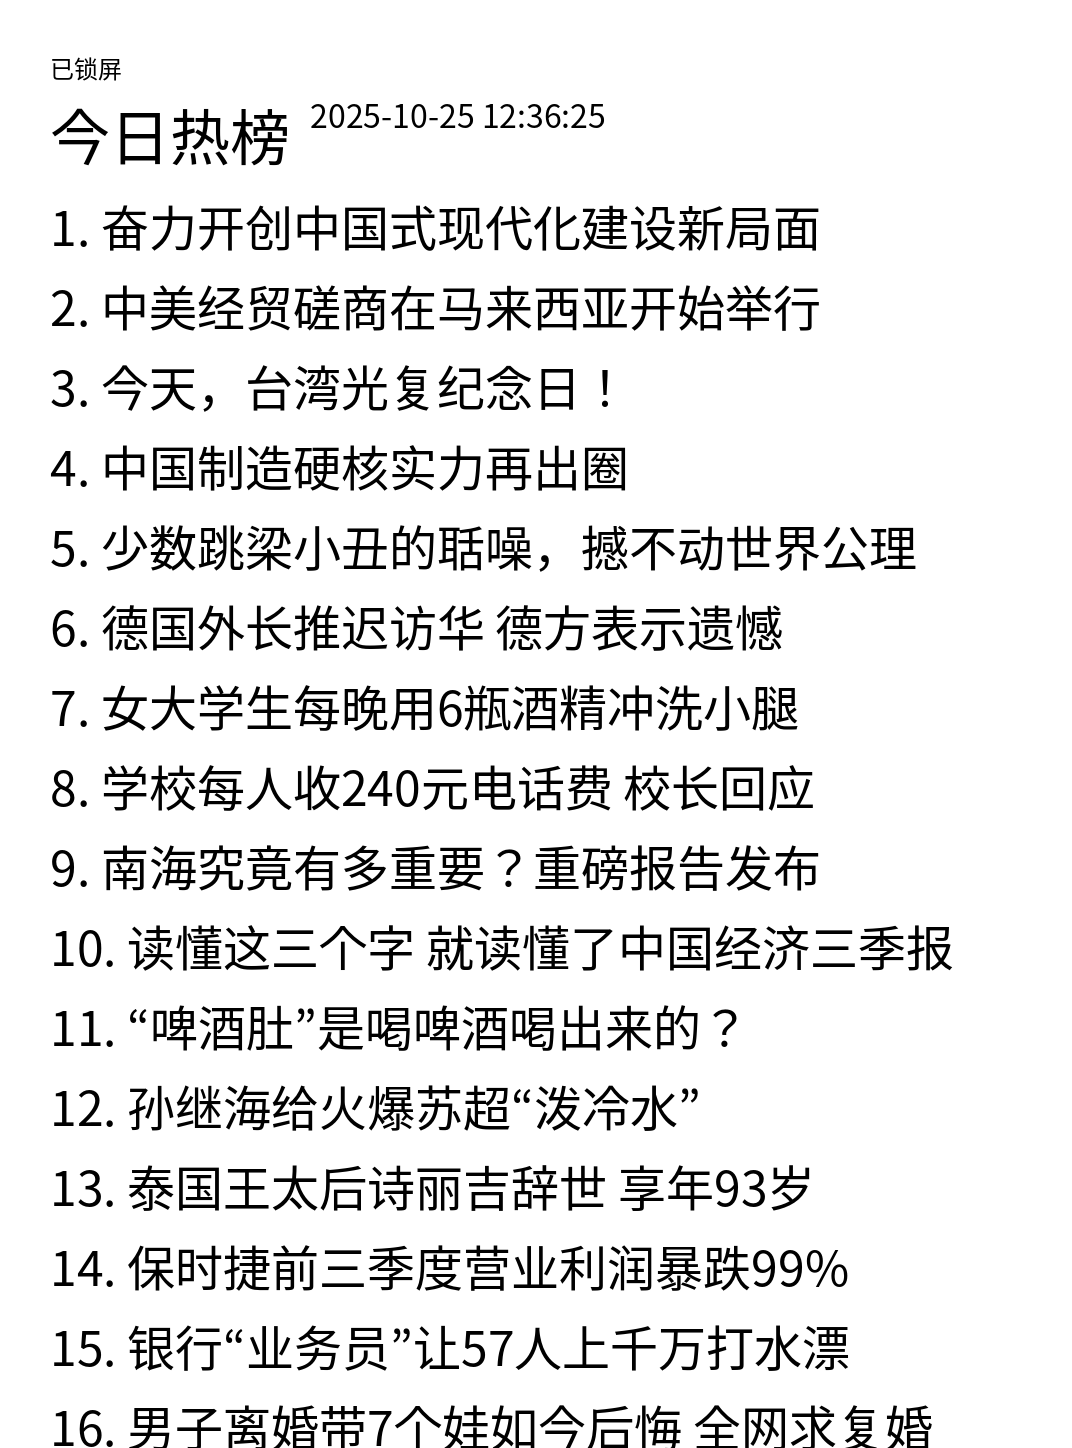 已锁屏
今日热榜 2025-10-25 12:36:25
1. 奋力开创中国式现代化建设新局面
2. 中美经贸磋商在马来西亚开始举行
3. 今天，台湾光复纪念日！
4. 中国制造硬核实力再出圈
5. 少数跳梁小丑的聒噪，撼不动世界公理
6. 德国外长推迟访华 德方表示遗憾
7. 女大学生每晚用6瓶酒精冲洗小腿
8. 学校每人收240元电话费 校长回应
9. 南海究竟有多重要？重磅报告发布
10. 读懂这三个字 就读懂了中国经济三季报
11. “啤酒肚”是喝啤酒喝出来的？
12. 孙继海给火爆苏超“泼冷水”
13. 泰国王太后诗丽吉辞世 享年93岁
14. 保时捷前三季度营业利润暴跌99%
15. 银行“业务员”让57人上千万打水漂
16. 男子离婚带7个娃如今后悔 全网求复婚